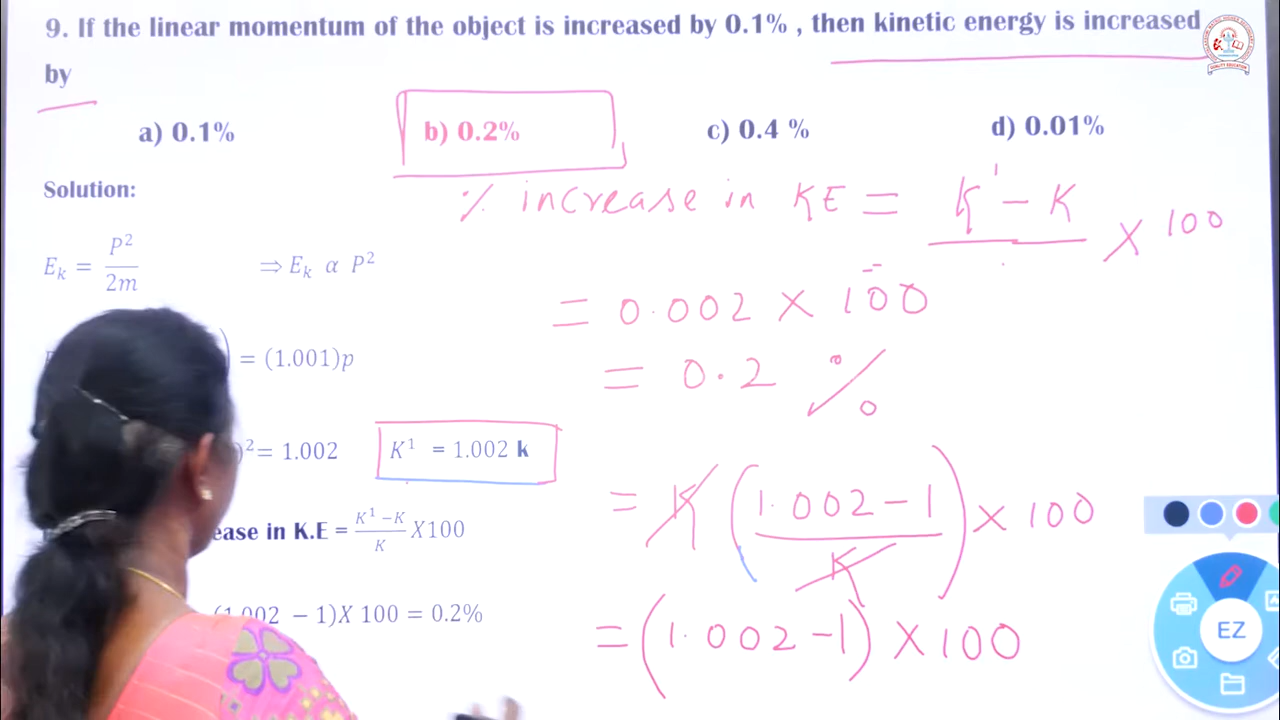 9. If the linear momentum of the object is increased by 0.1% , then kinetic energy is increased
by
a) 0.1%
b) 0.2%
c) 0.4 %
d) 0.01%
Solution:
% increase in KE = K' - K × 100
E_k = P²/2m
⇒ E_k α P²
= 0.002 × 100
= (1.001)p
= 0.2 %
)² = 1.002
K¹ = 1.002 k
= K (1.002 - 1 / K) × 100
ease in K.E = K¹ -K/K X100
(1.002 - 1)X 100 = 0.2%
= (1.002 - 1) × 100
QUALITY EDUCATION
EZ